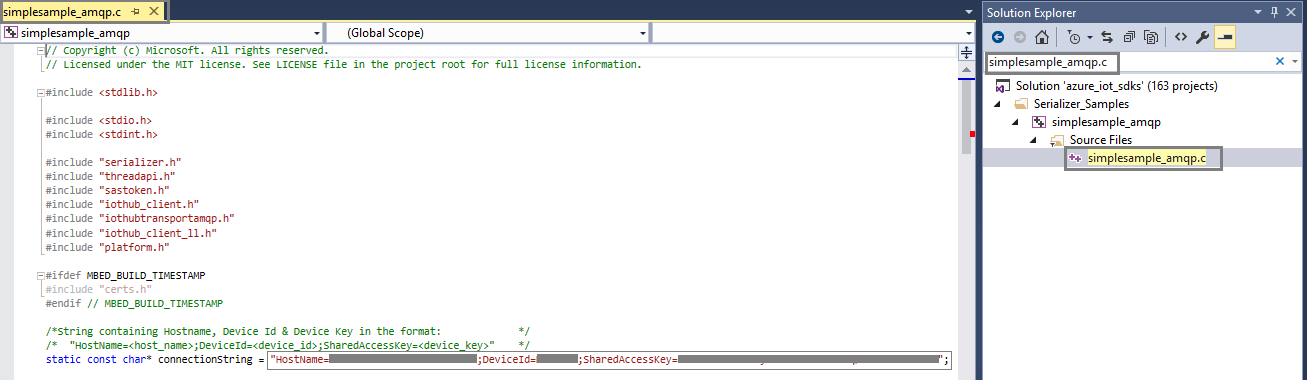 simplesample_amqp.c
simplesample_amqp (Global Scope)
// Copyright (c) Microsoft. All rights reserved.
// Licensed under the MIT license. See LICENSE file in the project root for full license information.
#include <stdlib.h>
#include <stdio.h>
#include <stdint.h>
#include "serializer.h"
#include "threadapi.h"
#include "sastoken.h"
#include "iothub_client.h"
#include "iothubtransportamqp.h"
#include "iothub_client_ll.h"
#include "platform.h"
#ifdef MBED_BUILD_TIMESTAMP
#include "certs.h"
#endif // MBED_BUILD_TIMESTAMP
/*String containing Hostname, Device Id & Device Key in the format: */
/* "HostName=<host_name>;DeviceId=<device_id>;SharedAccessKey=<device_key>" */
static const char* connectionString = "HostName= ;DeviceId= ;SharedAccessKey= ";
Solution Explorer
simplesample_amqp.c
Solution 'azure_iot_sdks' (163 projects)
Serializer_Samples
simplesample_amqp
Source Files
simplesample_amqp.c